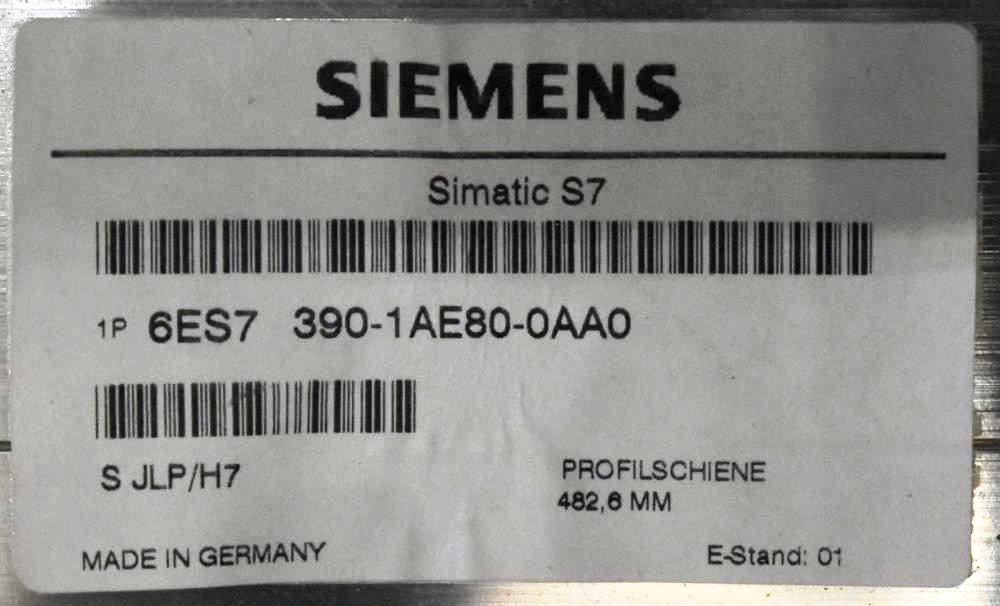 SIEMENS
Simatic S7
1P 6ES7 390-1AE80-0AA0
S JLP/H7
PROFILSCHIENE
482,6 MM
MADE IN GERMANY
E-Stand: 01